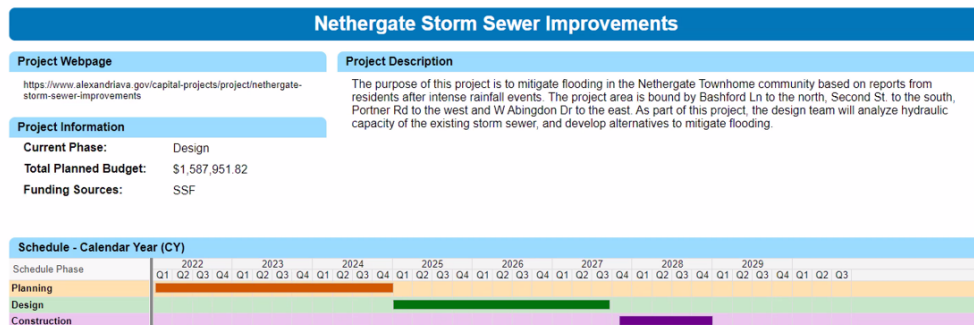 Nethergate Storm Sewer Improvements
Project Webpage
https://www.alexandriava.gov/capital-projects/project/nethergate-
storm-sewer-improvements
Project Information
Current Phase: Design
Total Planned Budget: $1,587,951.82
Funding Sources: SSF
Project Description
The purpose of this project is to mitigate flooding in the Nethergate Townhome community based on reports from
residents after intense rainfall events. The project area is bound by Bashford Ln to the north, Second St. to the south,
Portner Rd to the west and W Abingdon Dr to the east. As part of this project, the design team will analyze hydraulic
capacity of the existing storm sewer, and develop alternatives to mitigate flooding.
Schedule - Calendar Year (CY)
Schedule Phase
2022 2023 2024 2025 2026 2027 2028 2029
Q1 Q2 Q3 Q4 Q1 Q2 Q3 Q4 Q1 Q2 Q3 Q4 Q1 Q2 Q3 Q4 Q1 Q2 Q3 Q4 Q1 Q2 Q3 Q4 Q1 Q2 Q3 Q4 Q1 Q2 Q3 Q4 Q1 Q2 Q3
Planning
Design
Construction